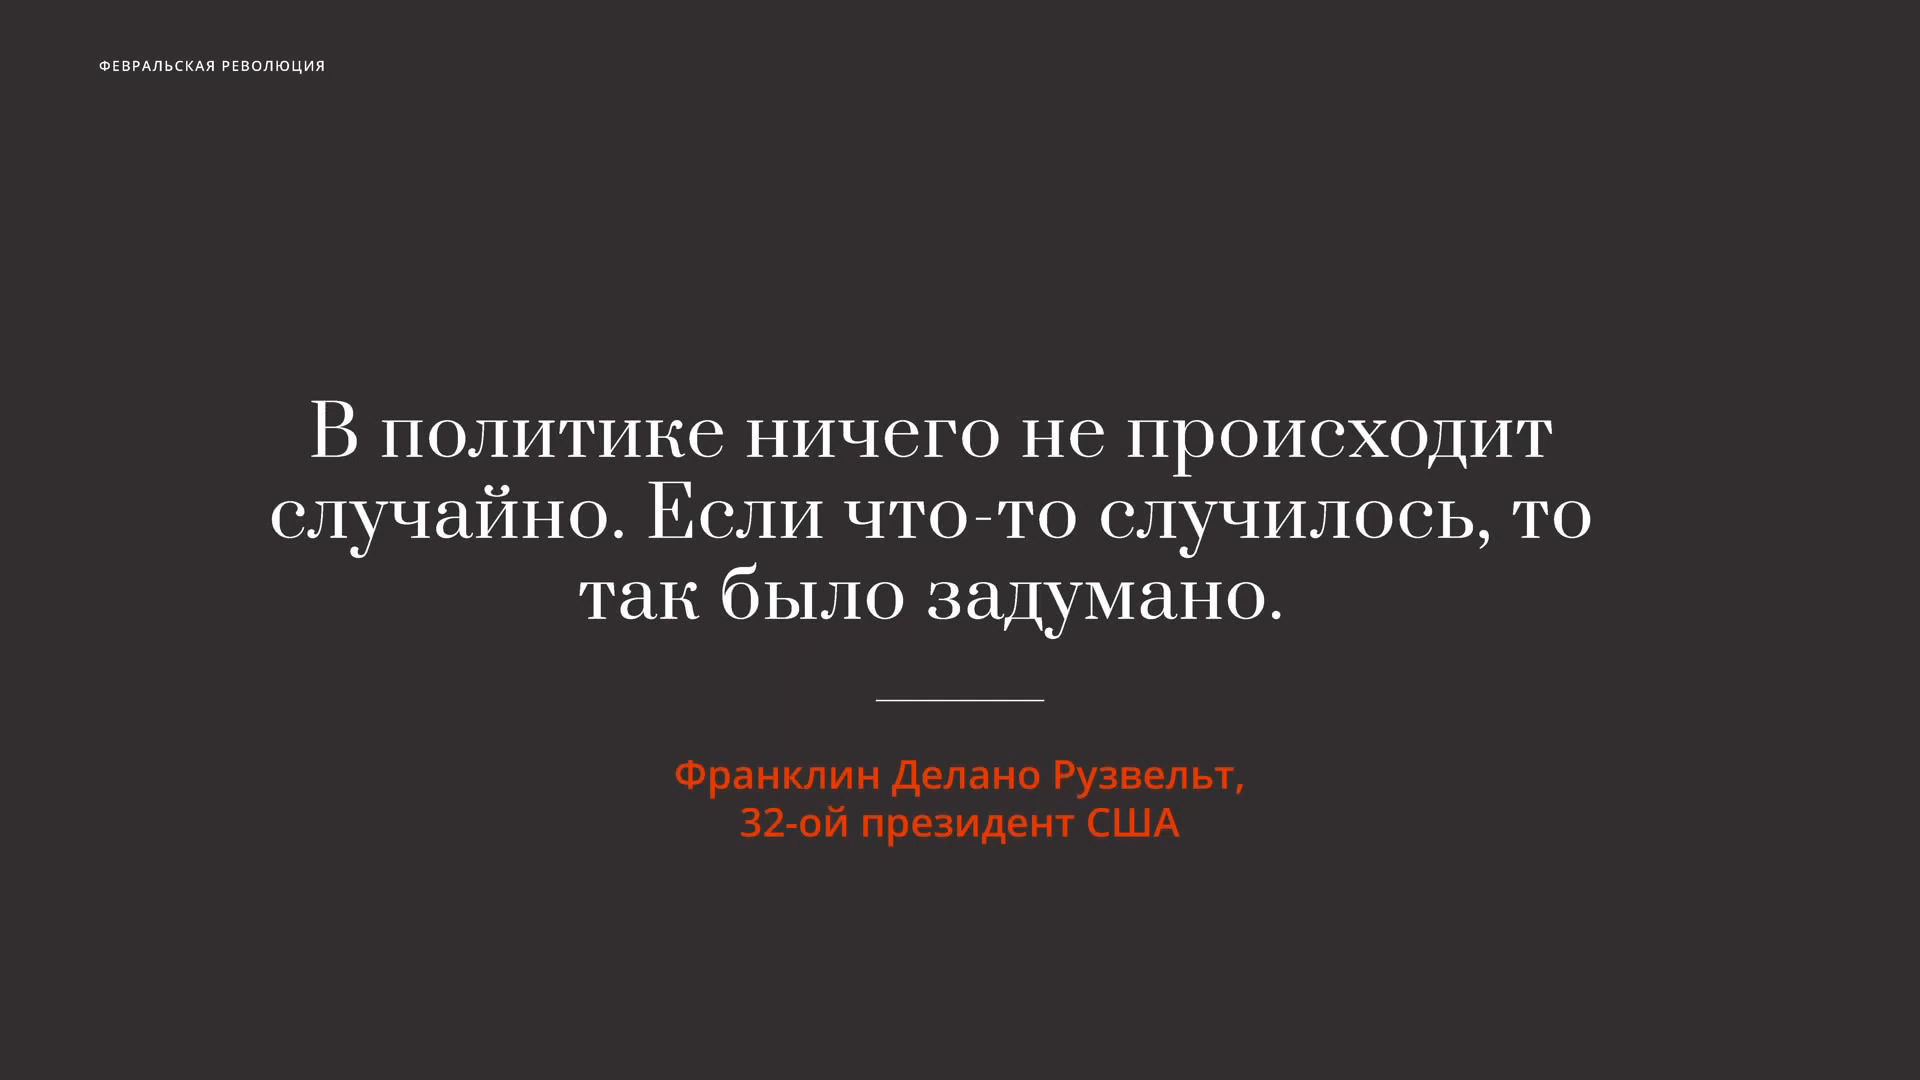 ФЕВРАЛЬСКАЯ РЕВОЛЮЦИЯ
В политике ничего не происходит
случайно. Если что-то случилось, то
так было задумано.
Франклин Делано Рузвельт,
32-ой президент США